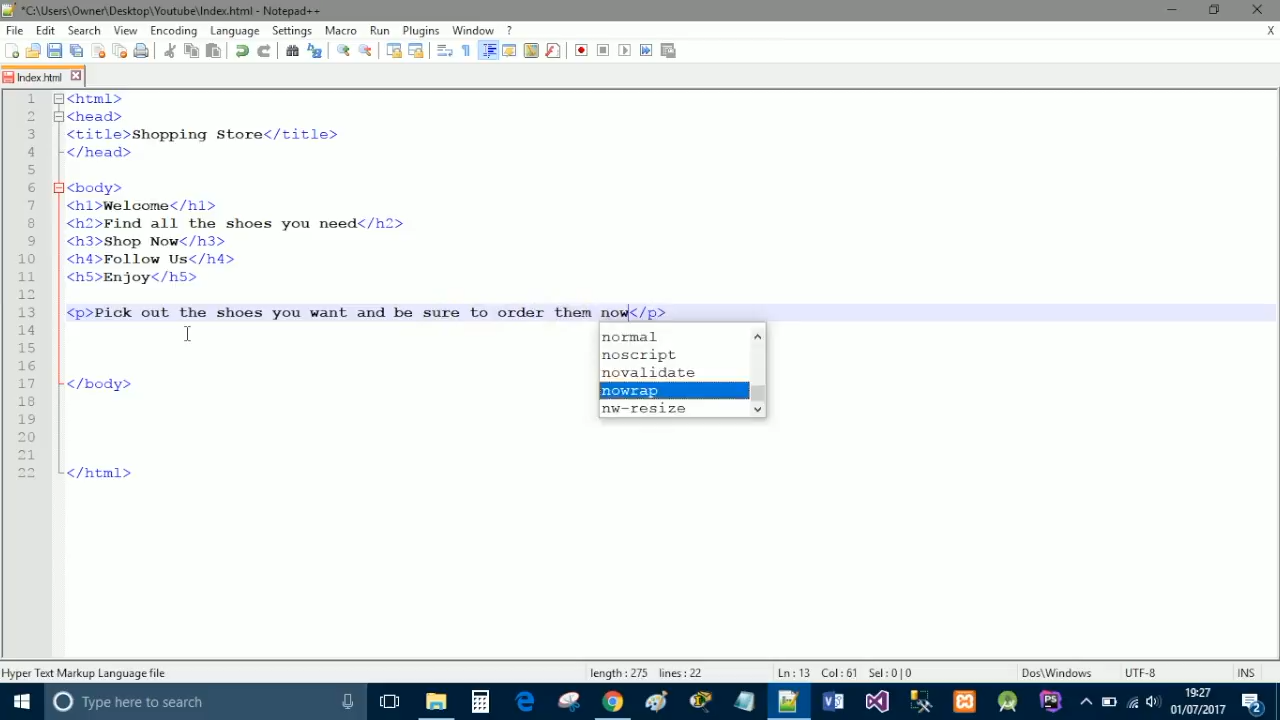 *C:\Users\Owner\Desktop\Youtube\Index.html - Notepad++
File Edit Search View Encoding Language Settings Macro Run Plugins Window ? X
Index.html
1 <html>
2 <head>
3 <title>Shopping Store</title>
4 </head>
5
6 <body>
7 <h1>Welcome</h1>
8 <h2>Find all the shoes you need</h2>
9 <h3>Shop Now</h3>
10 <h4>Follow Us</h4>
11 <h5>Enjoy</h5>
12
13 <p>Pick out the shoes you want and be sure to order them now</p>
14
normal
15
noscript
16
novalidate
17 </body>
nowrap
18
nw-resize
19
20
21
22 </html>
Hyper Text Markup Language file length : 275 lines : 22 Ln : 13 Col : 61 Sel : 0 | 0 Dos\Windows UTF-8 INS
Type here to search
19:27
01/07/2017
2